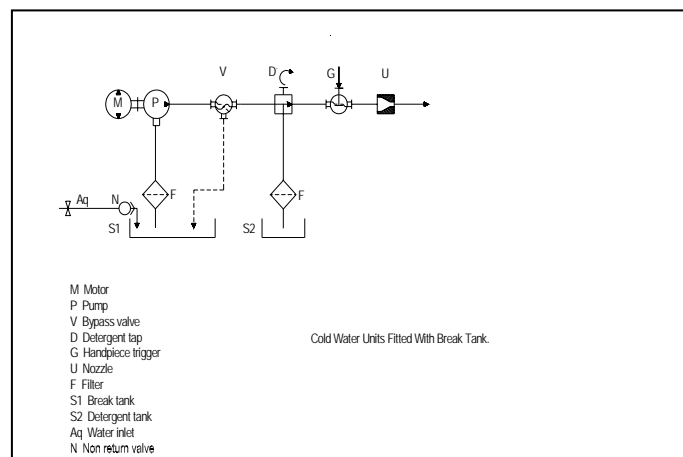 V D G U
M P
F F
Aq N
S1 S2
M Motor
P Pump
V Bypass valve
D Detergent tap
G Handpiece trigger
U Nozzle
F Filter
S1 Break tank
S2 Detergent tank
Aq Water inlet
N Non return valve
Cold Water Units Fitted With Break Tank.